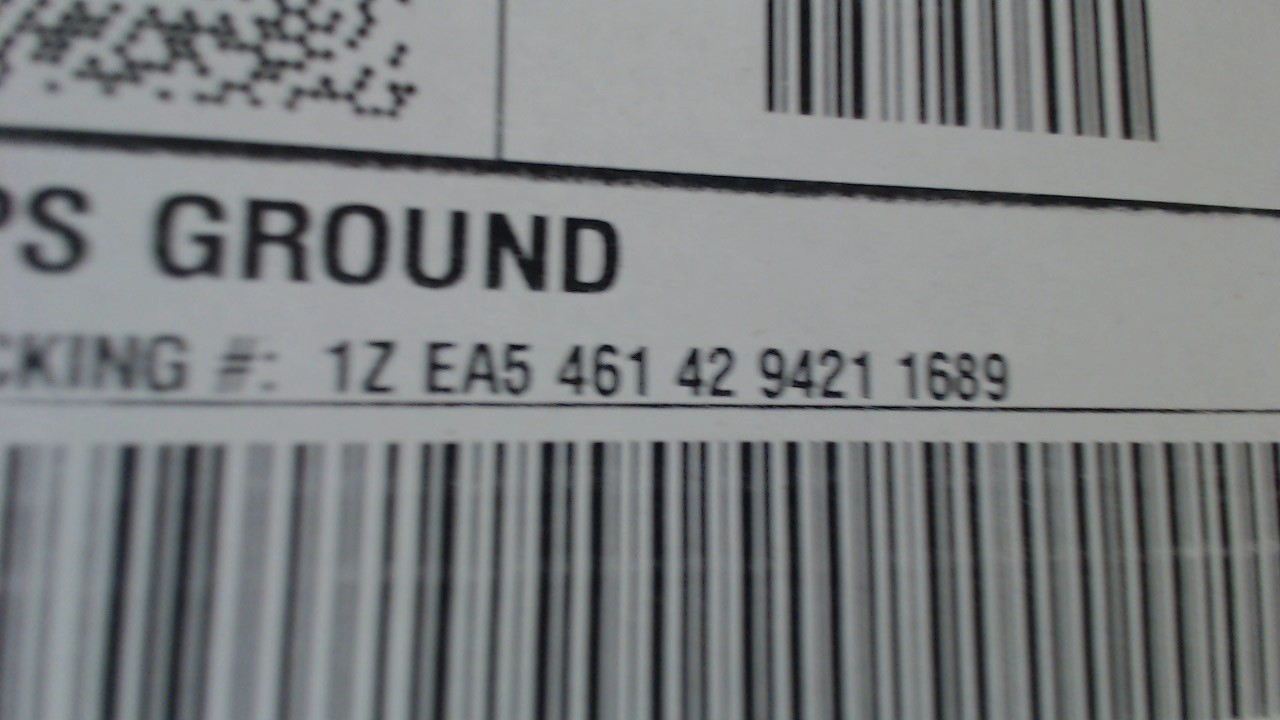 PS GROUND
CKING #: 1Z EA5 461 42 9421 1689